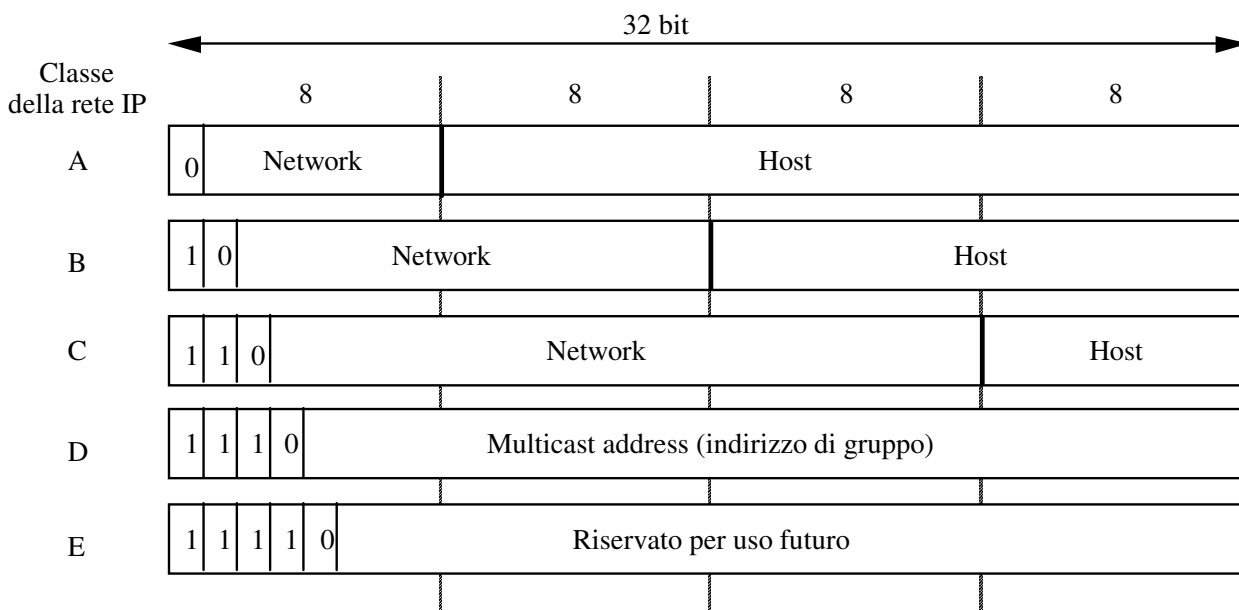 32 bit
Classe
della rete IP
8 8 8 8
A 0 Network Host
B 1 0 Network Host
C 1 1 0 Network Host
D 1 1 1 0 Multicast address (indirizzo di gruppo)
E 1 1 1 1 0 Riservato per uso futuro